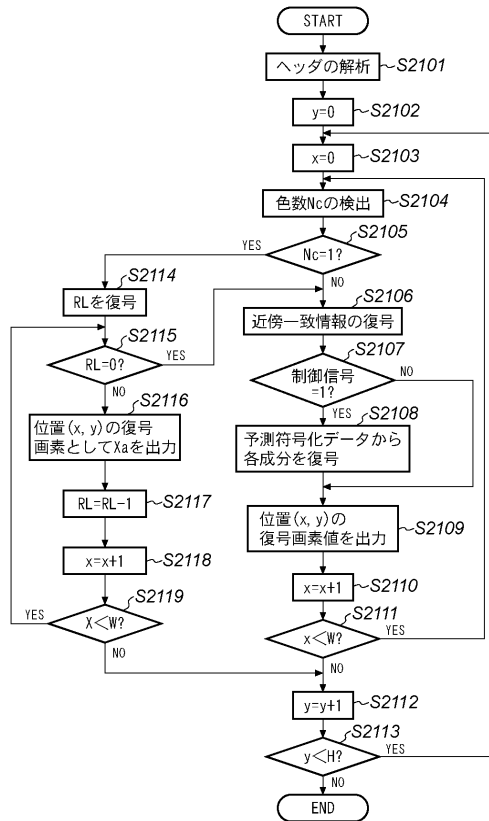 START
ヘッダの解析
S2101
y=0
S2102
x=0
S2103
色数Ncの検出
S2104
Nc=1?
S2105
YES
NO
RLを復号
S2114
近傍一致情報の復号
S2106
RL=0?
S2115
YES
NO
制御信号
=1?
S2107
NO
YES
位置(x, y)の復号
画素としてXaを出力
S2116
予測符号化データから
各成分を復号
S2108
RL=RL-1
S2117
位置(x, y)の
復号画素値を出力
S2109
x=x+1
S2118
x=x+1
S2110
X<W?
S2119
YES
NO
x<W?
S2111
YES
NO
y=y+1
S2112
y<H?
S2113
YES
NO
END